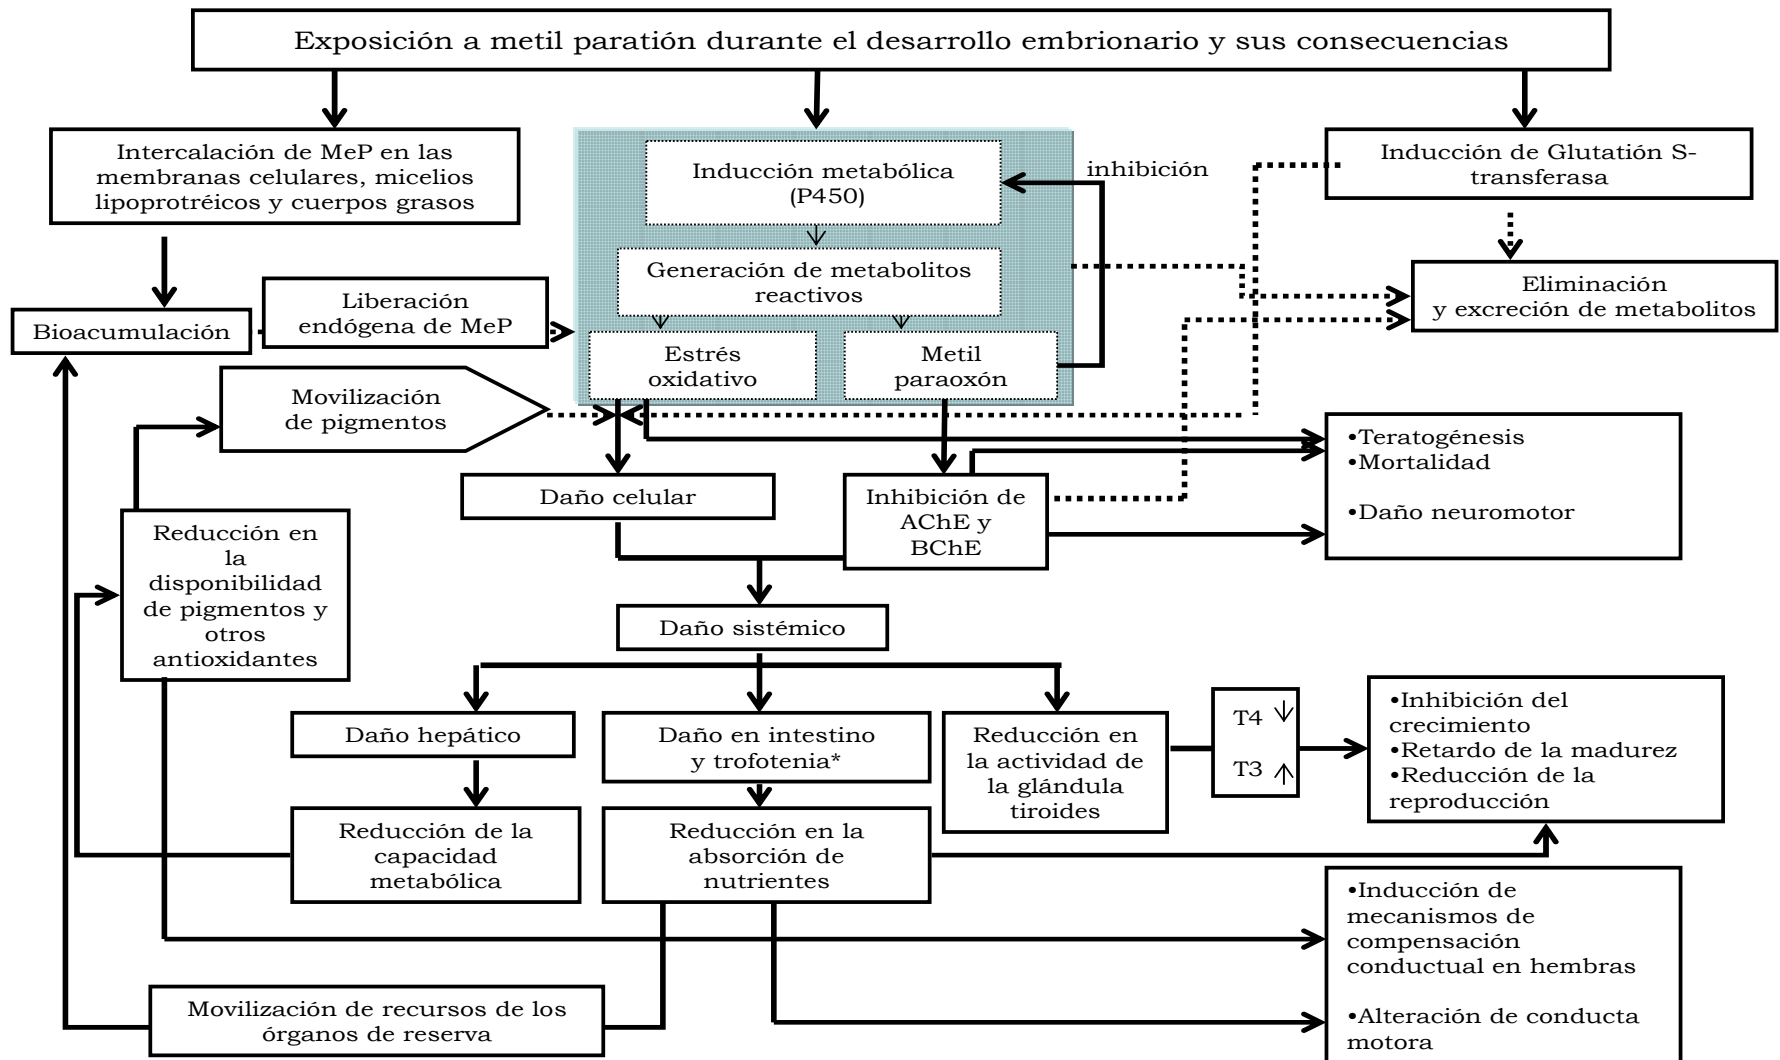 Exposición a metil paratión durante el desarrollo embrionario y sus consecuencias
Intercalación de MeP en las
membranas celulares, micelios
lipoprotréicos y cuerpos grasos
Inducción metabólica
(P450)
inhibición
Inducción de Glutatión S-
transferasa
Generación de metabolitos
reactivos
Eliminación
y excreción de metabolitos
Bioacumulación
Liberación
endógena de MeP
Estrés
oxidativo
Metil
paraoxón
Movilización
de pigmentos
•Teratogénesis
•Mortalidad
•Daño neuromotor
Daño celular
Inhibición de
AChE y
BChE
Reducción en
la
disponibilidad
de pigmentos y
otros
antioxidantes
Daño sistémico
Daño hepático
Daño en intestino
y trofotenia*
Reducción en
la actividad de
la glándula
tiroides
T4
T3
•Inhibición del
crecimiento
•Retardo de la madurez
•Reducción de la
reproducción
Reducción de la
capacidad
metabólica
Reducción en la
absorción de
nutrientes
•Inducción de
mecanismos de
compensación
conductual en hembras
•Alteración de conducta
motora
Movilización de recursos de los
órganos de reserva